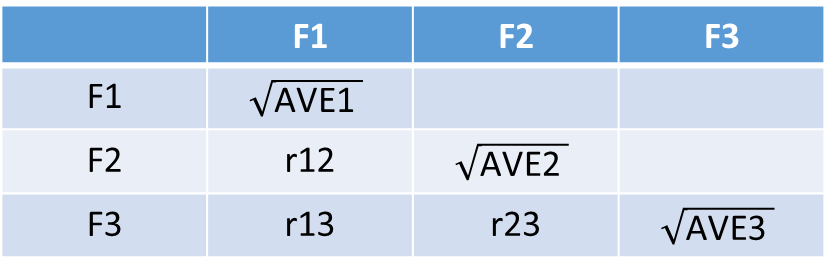 F1 F2 F3
F1 √AVE1
F2 r12 √AVE2
F3 r13 r23 √AVE3